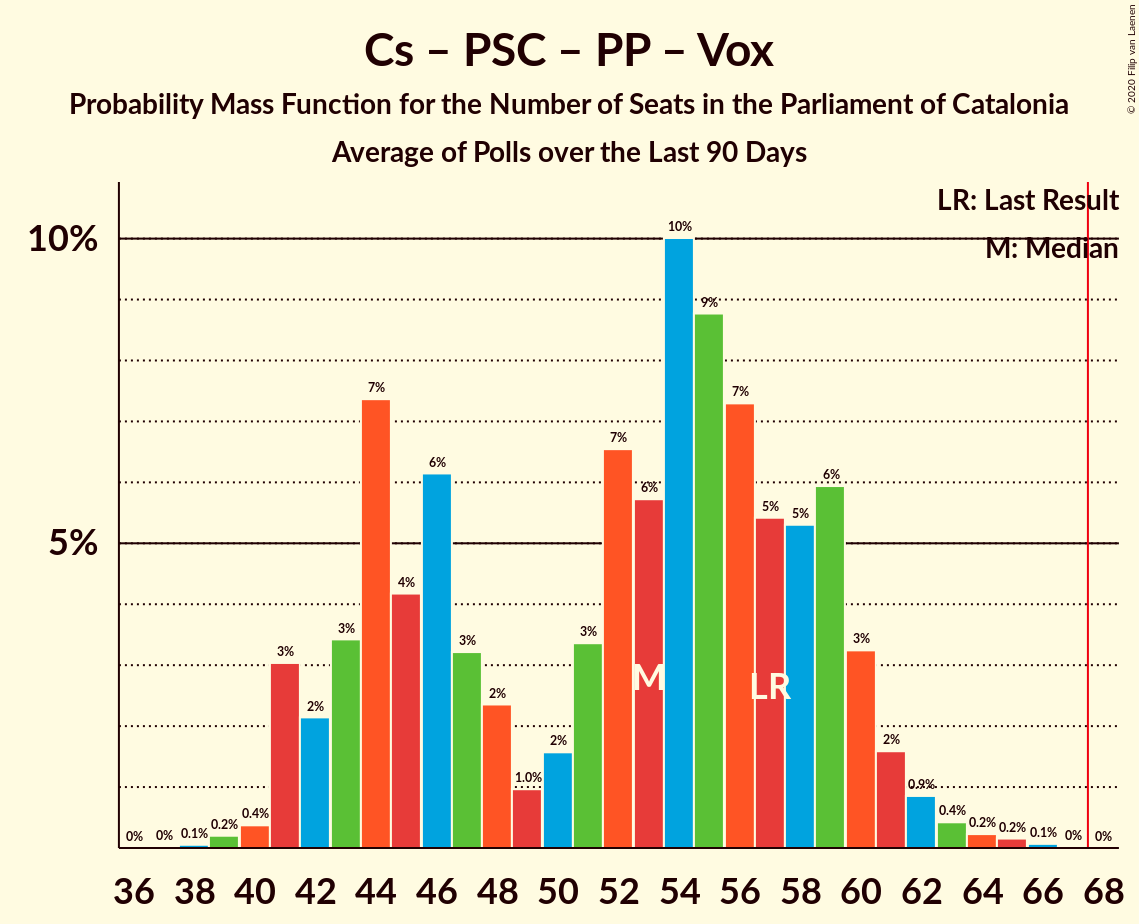 Cs – PSC – PP – Vox
Probability Mass Function for the Number of Seats in the Parliament of Catalonia
Average of Polls over the Last 90 Days
© 2020 Filip van Laenen
LR: Last Result
M: Median
10%
5%
0% 0% 0.1% 0.2% 0.4% 3% 2% 3% 7% 4% 6% 3% 2% 1.0% 2% 3% 7% 6% 10% 9% 7% 5% 5% 6% 3% 2% 0.9% 0.4% 0.2% 0.2% 0.1% 0% 0%
M LR
36 38 40 42 44 46 48 50 52 54 56 58 60 62 64 66 68